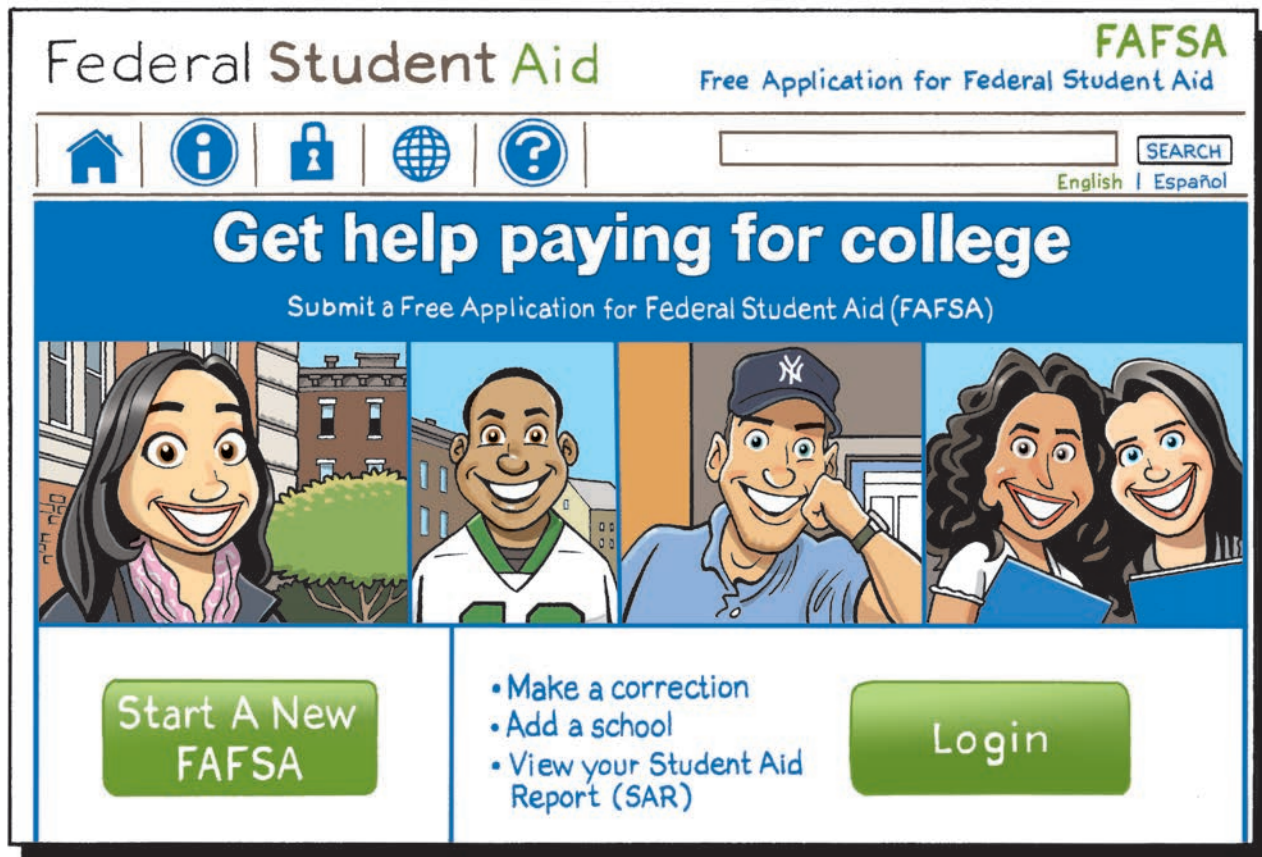 Federal Student Aid
FAFSA
Free Application for Federal Student Aid
SEARCH
English | Español
Get help paying for college
Submit a Free Application for Federal Student Aid (FAFSA)
NY
Start A New
FAFSA
• Make a correction
• Add a school
• View your Student Aid
Report (SAR)
Login